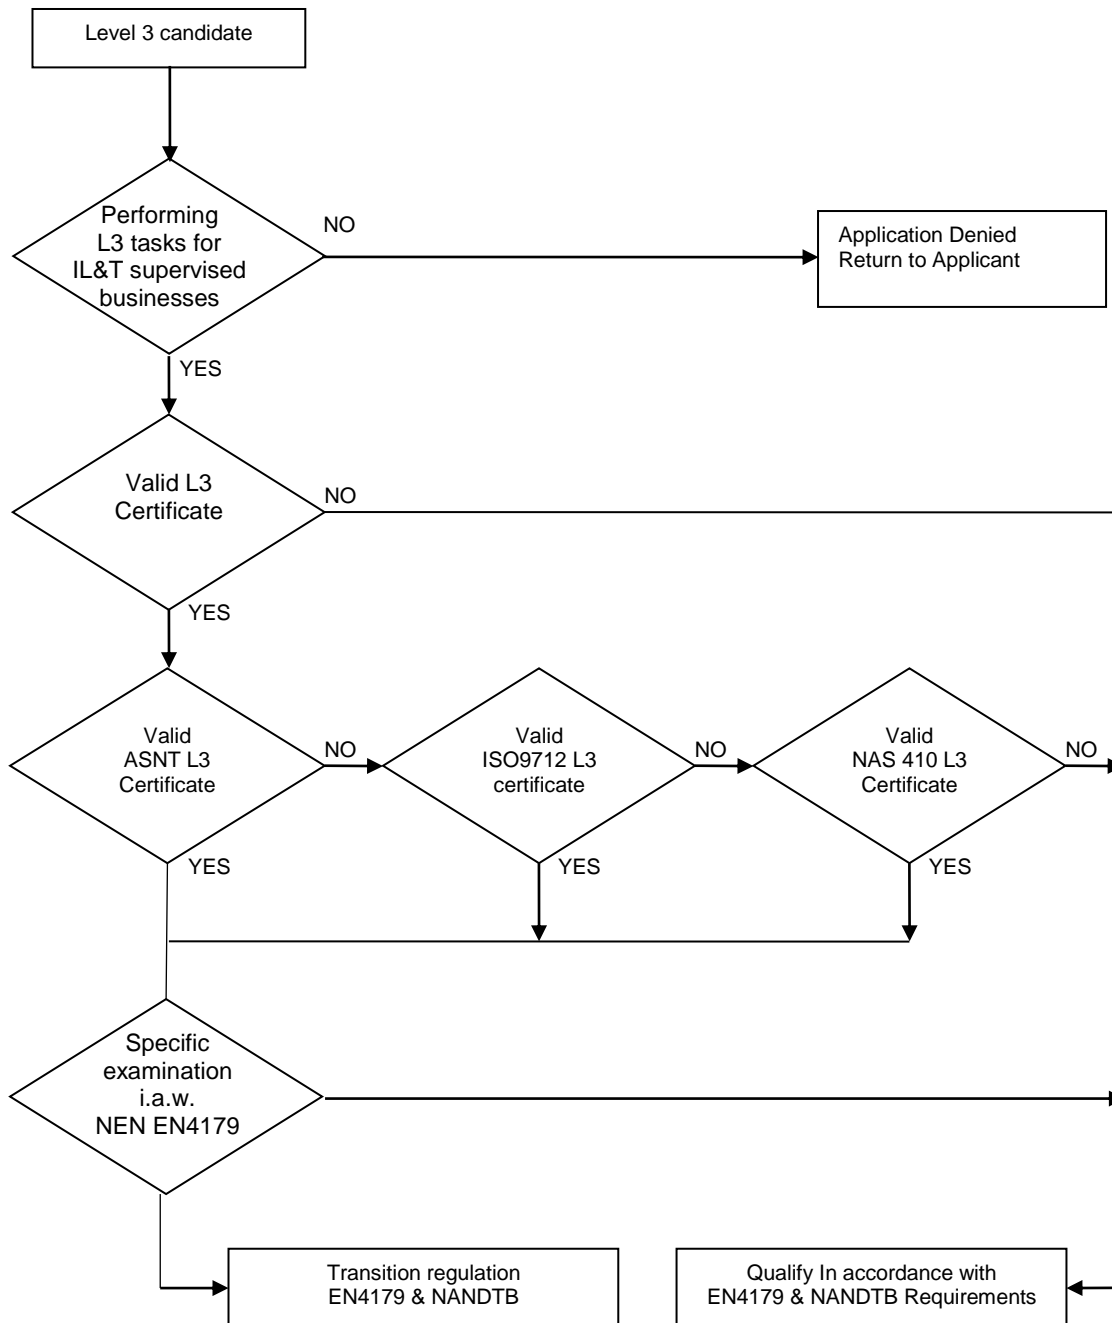 Level 3 candidate
Performing
L3 tasks for
IL&T supervised
businesses
NO
Application Denied
Return to Applicant
YES
Valid L3
Certificate
NO
YES
Valid
ASNT L3
Certificate
NO
Valid
ISO9712 L3
certificate
NO
Valid
NAS 410 L3
Certificate
NO
YES
YES
YES
Specific
examination
i.a.w.
NEN EN4179
Transition regulation
EN4179 & NANDTB
Qualify In accordance with
EN4179 & NANDTB Requirements